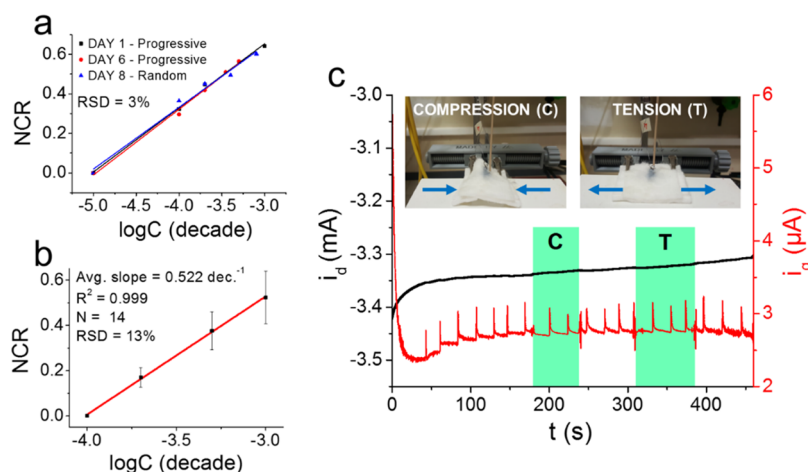 a
DAY 1 - Progressive
DAY 6 - Progressive
DAY 8 - Random
RSD = 3%
NCR
0.6
0.4
0.2
0.0
-5.0 -4.5 -4.0 -3.5 -3.0
logC (decade)
b
Avg. slope = 0.522 dec.⁻¹
R² = 0.999
N = 14
RSD = 13%
NCR
0.6
0.4
0.2
0.0
-4.0 -3.5 -3.0
logC (decade)
c
COMPRESSION (C)
TENSION (T)
C
T
i_d (mA)
-3.0
-3.1
-3.2
-3.3
-3.4
-3.5
i_g (μA)
6
5
4
3
2
0 100 200 300 400
t (s)